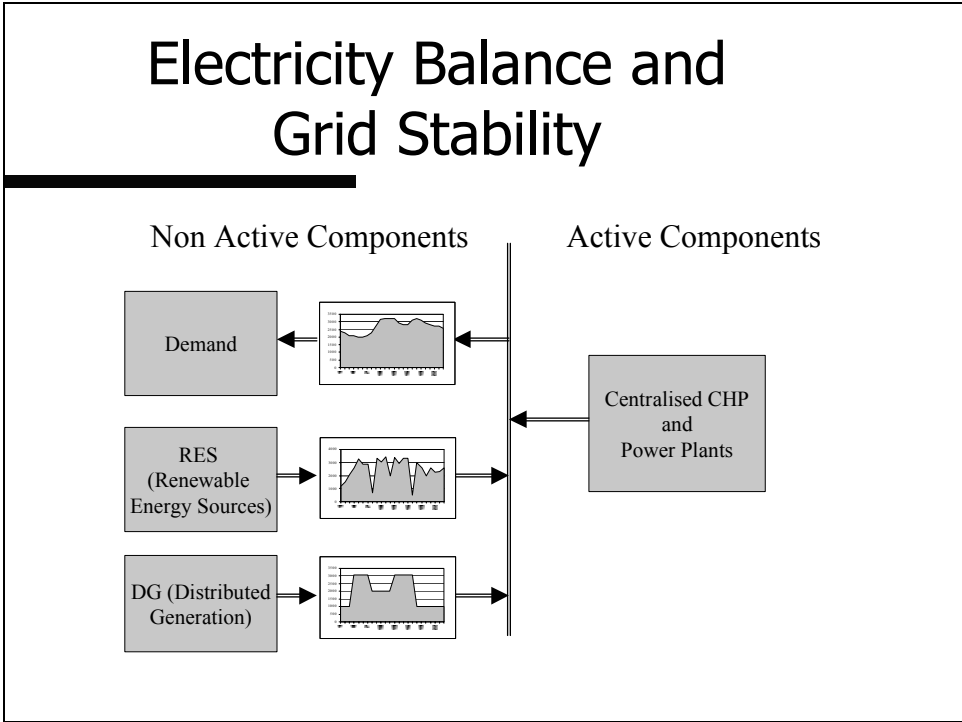 Electricity Balance and
Grid Stability
Non Active Components
Active Components
Demand
RES
(Renewable
Energy Sources)
DG (Distributed
Generation)
Centralised CHP
and
Power Plants